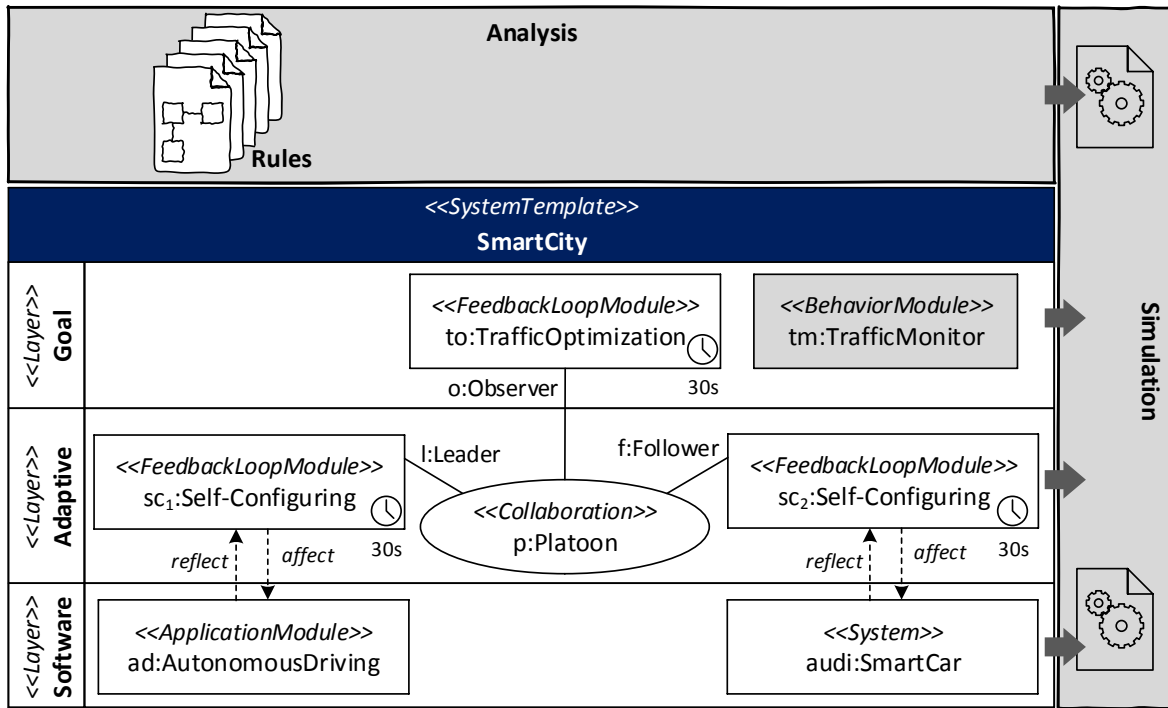 Analysis
Rules
<<SystemTemplate>>
SmartCity
<<Layer>>
Goal
<<FeedbackLoopModule>>
to:TrafficOptimization
30s
<<BehaviorModule>>
tm:TrafficMonitor
o:Observer
<<Layer>>
Adaptive
<<FeedbackLoopModule>>
sc₁:Self-Configuring
30s
l:Leader
f:Follower
<<Collaboration>>
p:Platoon
<<FeedbackLoopModule>>
sc₂:Self-Configuring
30s
reflect
affect
reflect
affect
<<Layer>>
Software
<<ApplicationModule>>
ad:AutonomousDriving
<<System>>
audi:SmartCar
Simulation